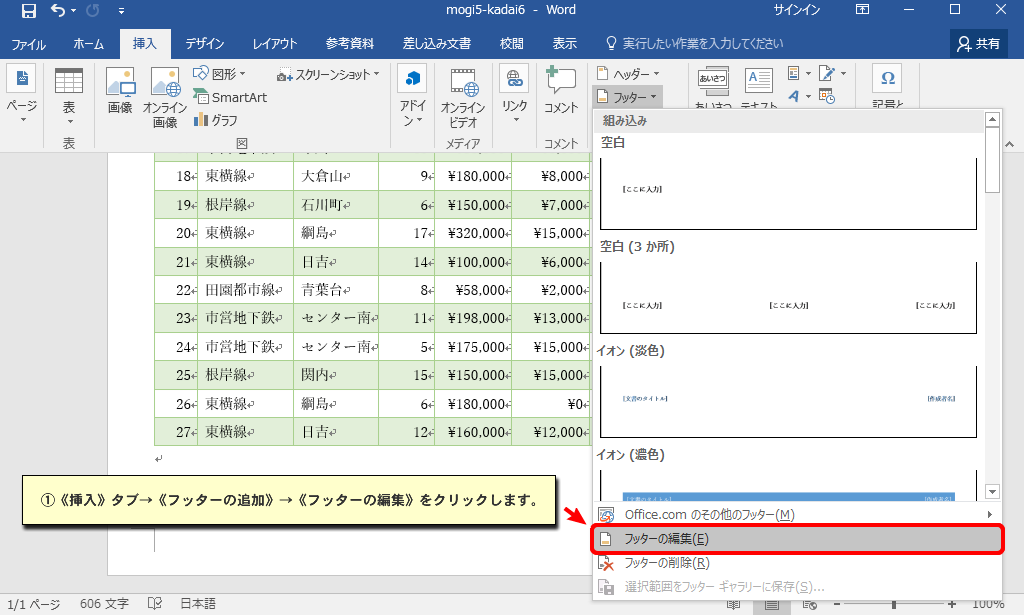 mogi5-kadai6 - Word
サインイン
ファイル ホーム 挿入 デザイン レイアウト 参考資料 差し込み文書 校閲 表示 実行したい作業を入力してください 共有
ページ
表
表
画像
オンライン
画像
図形
SmartArt
グラフ
スクリーンショット
図
アドイ
ン
オンライン
ビデオ
メディア
リンク
コメント
コメント
ヘッダー
フッター
あいさつ
あいさつ
テキスト
記号と
組み込み
空白
[ここに入力]
空白 (3 か所)
[ここに入力] [ここに入力] [ここに入力]
イオン (淡色)
[文書のタイトル] [作成者名]
イオン (濃色)
[文書のタイトル] [作成者名]
Office.com のその他のフッター(M)
フッターの編集(E)
フッターの削除(R)
選択範囲をフッター ギャラリーに保存(S)...
18 東横線 大倉山 9 ¥180,000 ¥8,000
19 根岸線 石川町 6 ¥150,000 ¥7,000
20 東横線 綱島 17 ¥320,000 ¥15,000
21 東横線 日吉 14 ¥100,000 ¥6,000
22 田園都市線 青葉台 8 ¥58,000 ¥2,000
23 市営地下鉄 センター南 11 ¥198,000 ¥13,000
24 市営地下鉄 センター南 5 ¥175,000 ¥15,000
25 根岸線 関内 15 ¥150,000 ¥15,000
26 東横線 綱島 6 ¥180,000 ¥0
27 東横線 日吉 12 ¥160,000 ¥12,000
①《挿入》タブ→《フッターの追加》→《フッターの編集》をクリックします。
1/1 ページ 606 文字 日本語 100%